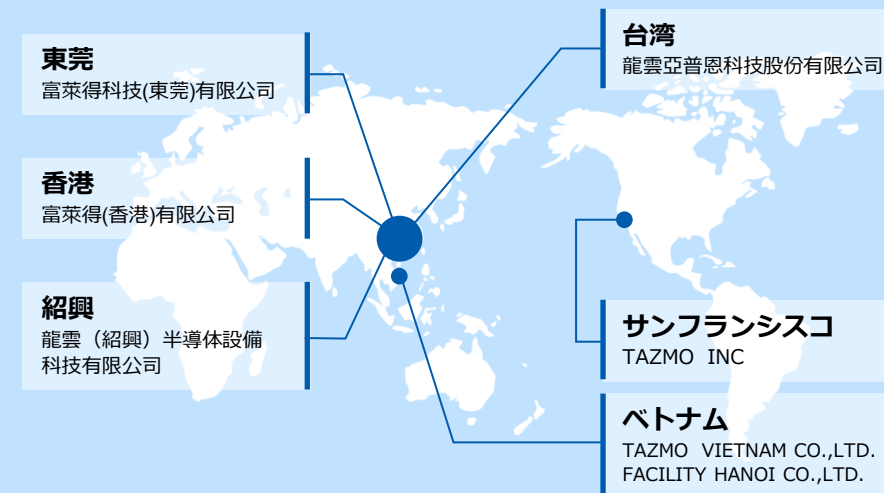 東莞
富萊得科技(東莞)有限公司
香港
富萊得(香港)有限公司
紹興
龍雲（紹興）半導体設備
科技有限公司
台湾
龍雲亞普恩科技股份有限公司
サンフランシスコ
TAZMO INC
ベトナム
TAZMO VIETNAM CO.,LTD.
FACILITY HANOI CO.,LTD.